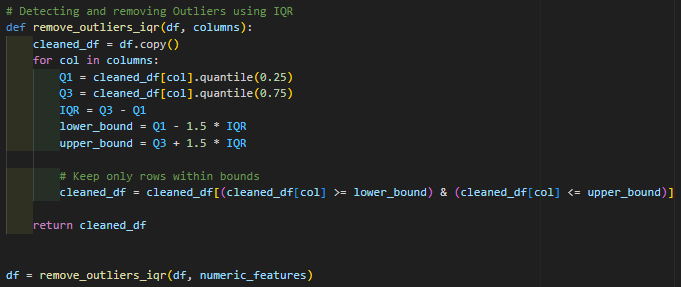 # Detecting and removing Outliers using IQR
def remove_outliers_iqr(df, columns):
    cleaned_df = df.copy()
    for col in columns:
        Q1 = cleaned_df[col].quantile(0.25)
        Q3 = cleaned_df[col].quantile(0.75)
        IQR = Q3 - Q1
        lower_bound = Q1 - 1.5 * IQR
        upper_bound = Q3 + 1.5 * IQR
        # Keep only rows within bounds
        cleaned_df = cleaned_df[(cleaned_df[col] >= lower_bound) & (cleaned_df[col] <= upper_bound)]
    return cleaned_df
df = remove_outliers_iqr(df, numeric_features)